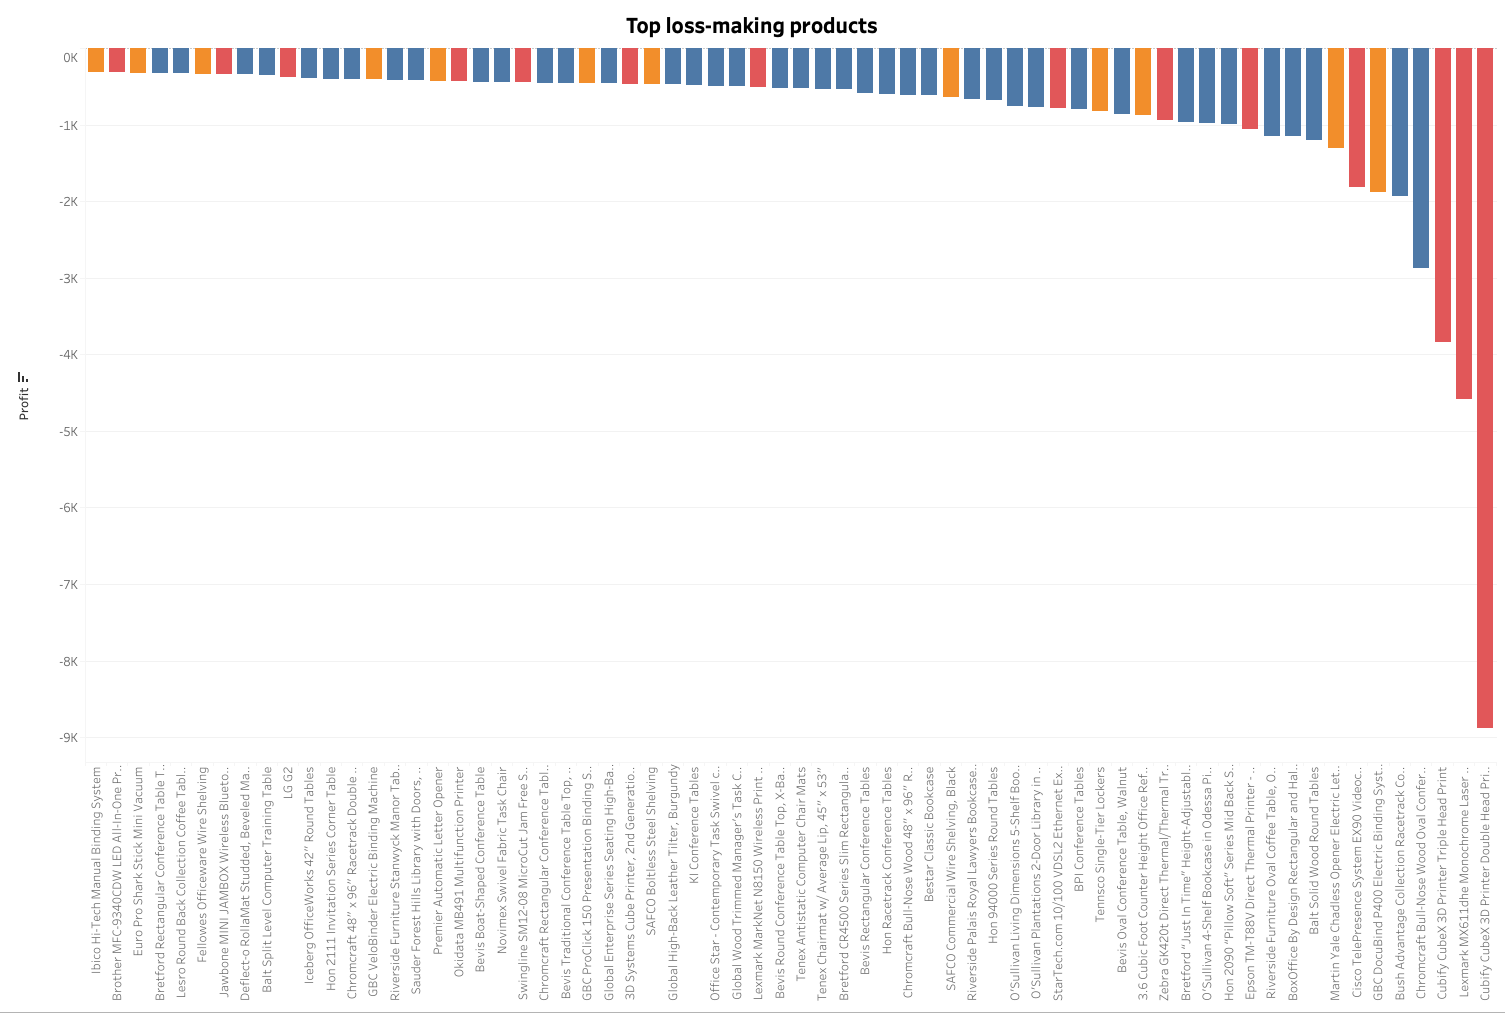 Top loss-making products
0K
-1K
-2K
-3K
-4K
-5K
-6K
-7K
-8K
-9K
Profit
Ibico Hi-Tech Manual Binding System
Brother MFC-9340CDW LED All-In-One Pr..
Euro Pro Shark Stick Mini Vacuum
Bretford Rectangular Conference Table T..
Lesro Round Back Collection Coffee Tabl..
Fellowes Officeware Wire Shelving
Jawbone MINI JAMBOX Wireless Blueto..
Deflect-o RollaMat Studded, Beveled Ma..
Balt Split Level Computer Training Table
LG G2
Iceberg OfficeWorks 42" Round Tables
Hon 2111 Invitation Series Corner Table
Chromcraft 48" x 96" Racetrack Double ..
GBC VeloBinder Electric Binding Machine
Riverside Furniture Stanwyck Manor Tab..
Sauder Forest Hills Library with Doors, ..
Premier Automatic Letter Opener
Okidata MB491 Multifunction Printer
Bevis Boat-Shaped Conference Table
Novimex Swivel Fabric Task Chair
Swingline SM12-08 MicroCut Jam Free S..
Chromcraft Rectangular Conference Tabl..
Bevis Traditional Conference Table Top, ..
GBC ProClick 150 Presentation Binding S..
Global Enterprise Series Seating High-Ba..
3D Systems Cube Printer, 2nd Generatio..
SAFCO Boltless Steel Shelving
Global High-Back Leather Tilter, Burgundy
KI Conference Tables
Office Star - Contemporary Task Swivel c..
Global Wood Trimmed Manager's Task C..
Lexmark MarkNet N8150 Wireless Print ..
Bevis Round Conference Table Top, X-Ba..
Tenex Antistatic Computer Chair Mats
Tenex Chairmat w/ Average Lip, 45" x 53"
Bretford CR4500 Series Slim Rectangula..
Bevis Rectangular Conference Tables
Hon Racetrack Conference Tables
Chromcraft Bull-Nose Wood 48" x 96" R..
Bestar Classic Bookcase
SAFCO Commercial Wire Shelving, Black
Riverside Palais Royal Lawyers Bookcase..
Hon 94000 Series Round Tables
O'Sullivan Living Dimensions 5-Shelf Boo..
O'Sullivan Plantations 2-Door Library in ..
StarTech.com 10/100 VDSL2 Ethernet Ex..
BPI Conference Tables
Tennsco Single-Tier Lockers
Bevis Oval Conference Table, Walnut
3.6 Cubic Foot Counter Height Office Ref..
Zebra GK420t Direct Thermal/Thermal Tr..
Bretford "Just In Time" Height-Adjustabl..
O'Sullivan 4-Shelf Bookcase in Odessa Pi..
Hon 2090 "Pillow Soft" Series Mid Back S..
Epson TM-T88V Direct Thermal Printer - ..
Riverside Furniture Oval Coffee Table, O..
BoxOffice By Design Rectangular and Hal..
Balt Solid Wood Round Tables
Martin Yale Chadless Opener Electric Let..
Cisco TelePresence System EX90 Videoc..
GBC DocuBind P400 Electric Binding Syst..
Bush Advantage Collection Racetrack Co..
Chromcraft Bull-Nose Wood Oval Confer..
Cubify CubeX 3D Printer Triple Head Print
Lexmark MX611dhe Monochrome Laser ..
Cubify CubeX 3D Printer Double Head Pri..